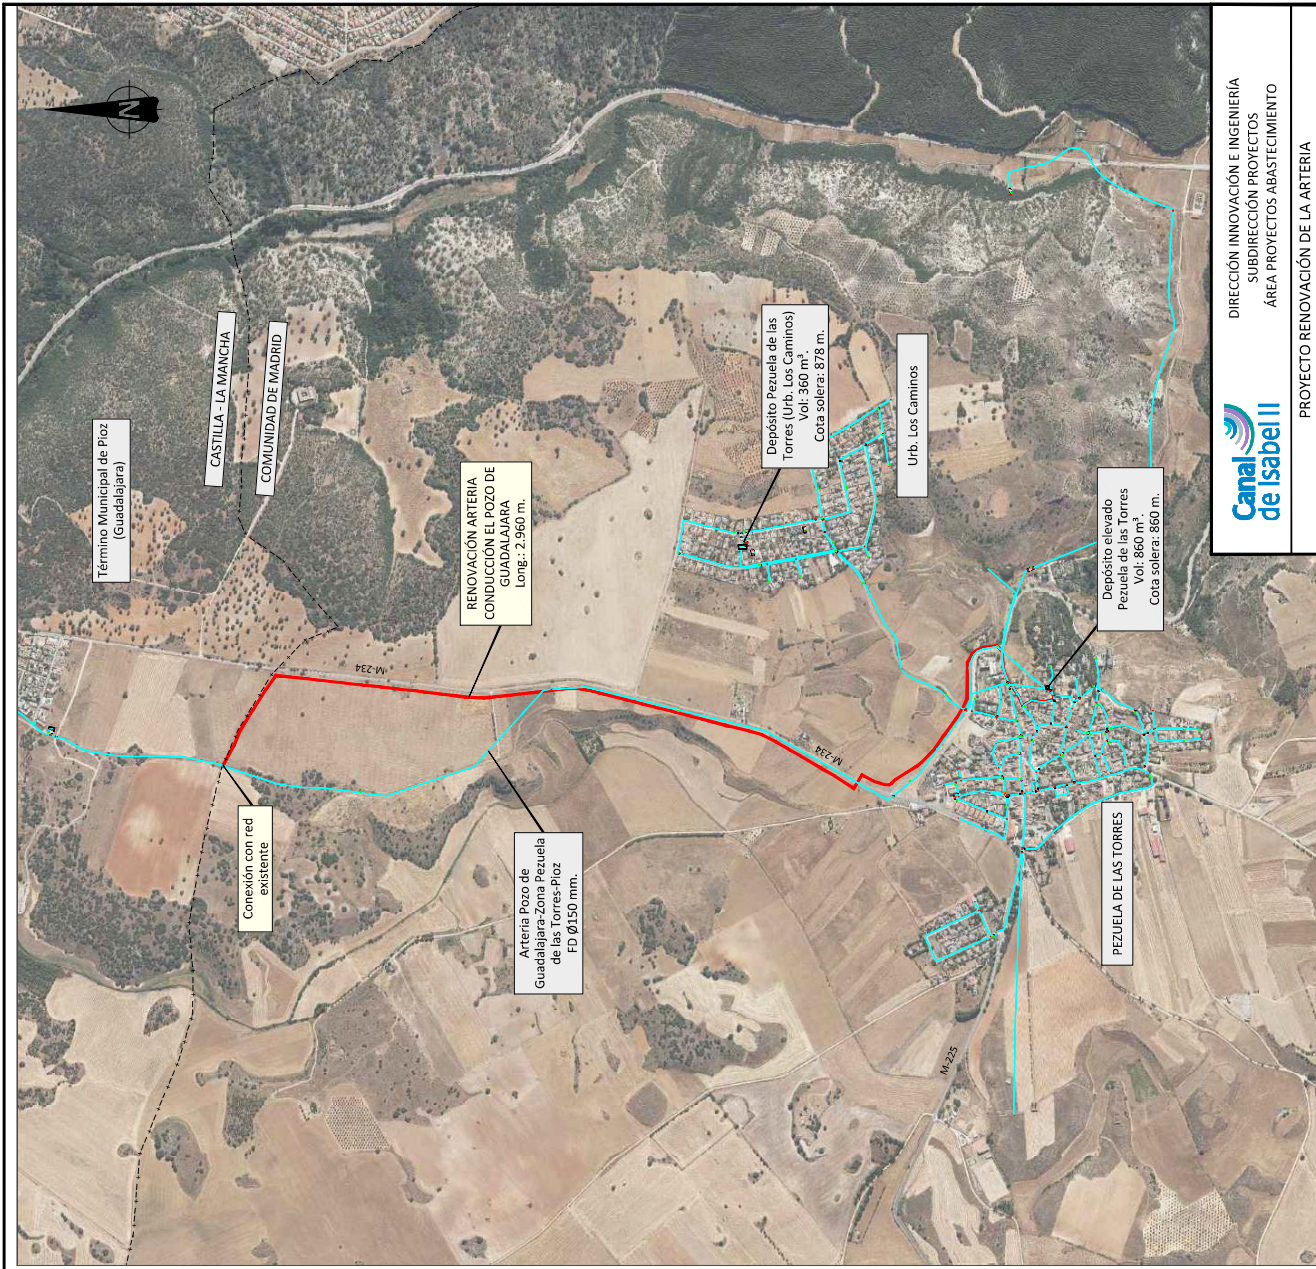 Término Municipal de Pioz
(Guadalajara)
CASTILLA - LA MANCHA
COMUNIDAD DE MADRID
N
Conexión con red
existente
RENOVACIÓN ARTERIA
CONDUCCIÓN EL POZO DE
GUADALAJARA
Long.: 2.960 m.
M-234
Arteria Pozo de
Guadalajara-Zona Pezuela
de las Torres-Pioz
FD Ø150 mm.
Depósito Pezuela de las
Torres (Urb. Los Caminos)
Vol: 360 m³.
Cota solera: 878 m.
M-234
Urb. Los Caminos
M-225
Depósito elevado
Pezuela de las Torres
Vol: 860 m³.
Cota solera: 860 m.
PEZUELA DE LAS TORRES
Canal
de Isabel II
DIRECCIÓN INNOVACIÓN E INGENIERÍA
SUBDIRECCIÓN PROYECTOS
ÁREA PROYECTOS ABASTECIMIENTO
PROYECTO RENOVACIÓN DE LA ARTERIA